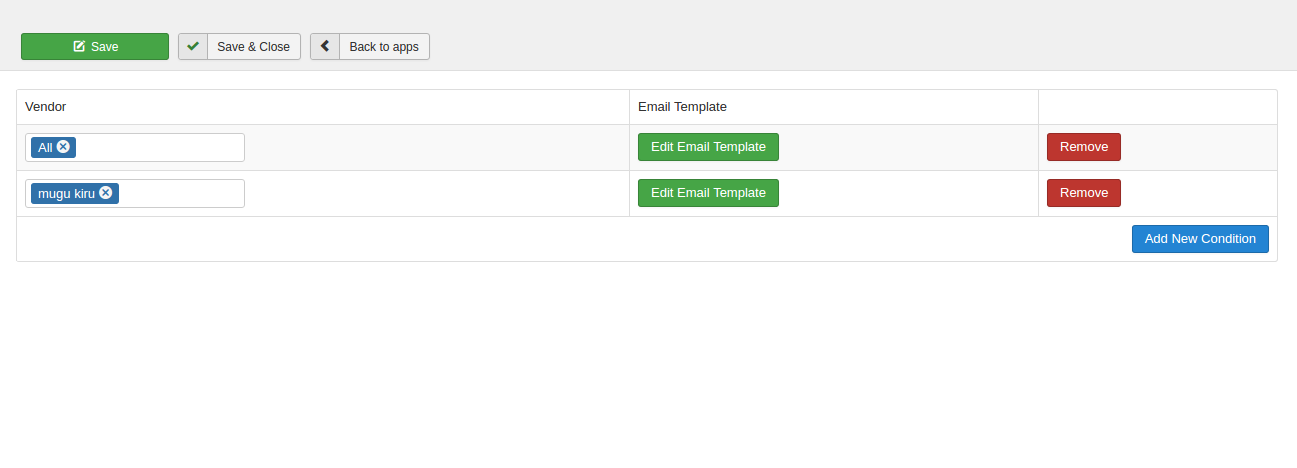 Save
Save & Close
Back to apps
Vendor
Email Template
All
Edit Email Template
Remove
mugu kiru
Edit Email Template
Remove
Add New Condition